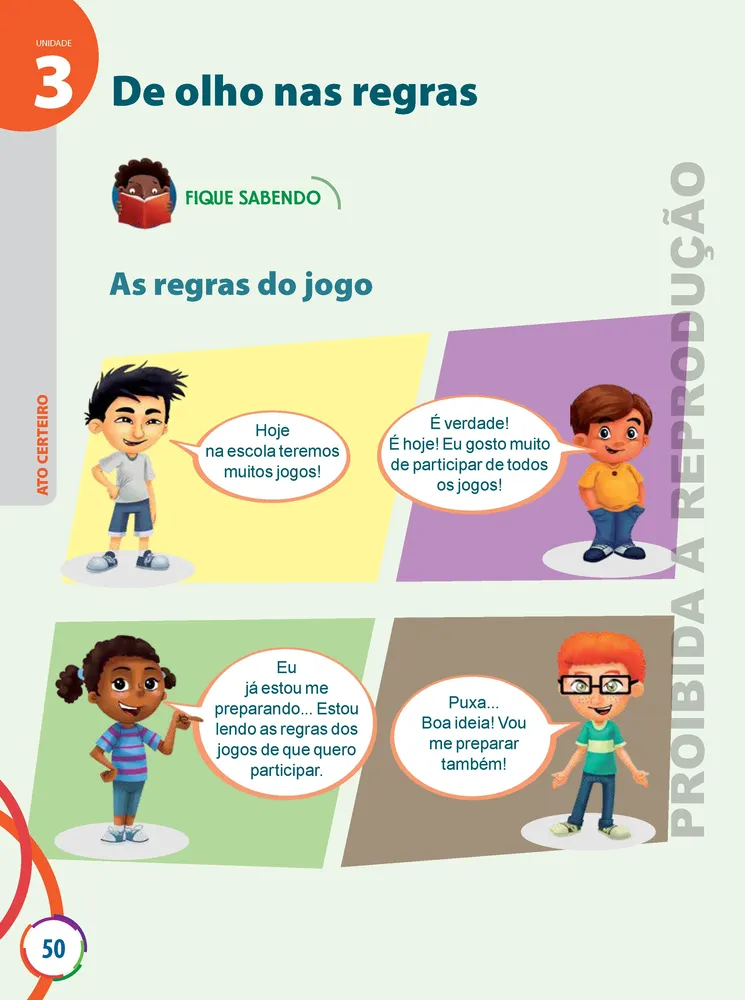 UNIDADE
3
De olho nas regras
FIQUE SABENDO
As regras do jogo
ATO CERTEIRO
Hoje
na escola teremos
muitos jogos!
É verdade!
É hoje! Eu gosto muito
de participar de todos
os jogos!
Eu
já estou me
preparando... Estou
lendo as regras dos
jogos de que quero
participar.
Puxa...
Boa ideia! Vou
me preparar
também!
PROIBIDA A REPRODUÇÃO
50